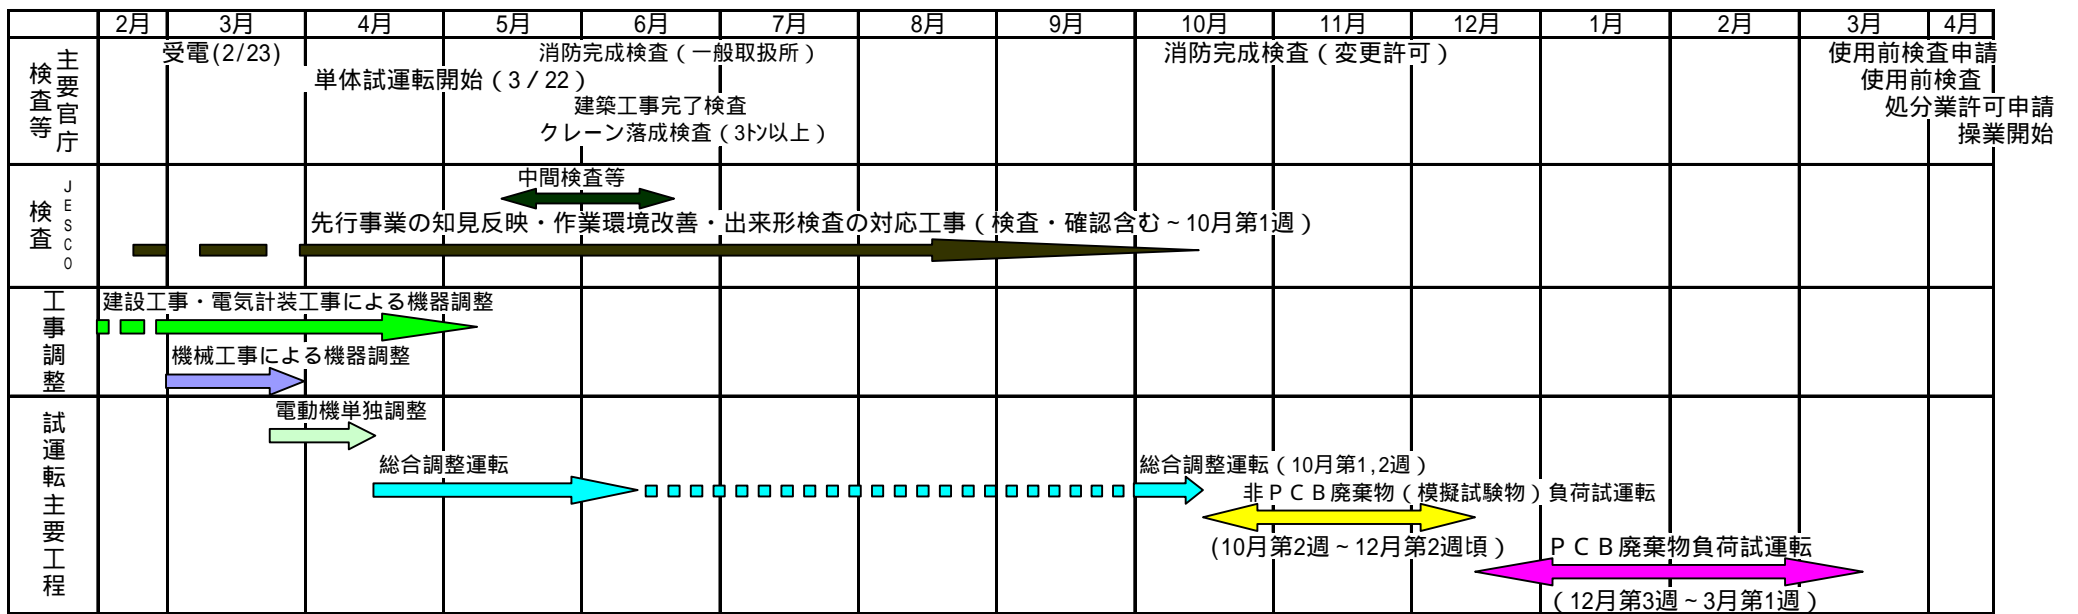 2月 3月 4月 5月 6月 7月 8月 9月 10月 11月 12月 1月 2月 3月 4月
主要官庁検査等
受電(2/23)
消防完成検査（一般取扱所）
消防完成検査（変更許可）
使用前検査申請
単体試運転開始（3／22）
使用前検査
建築工事完了検査
処分業許可申請
クレーン落成検査（3ﾄﾝ以上）
操業開始
JESCO検査
中間検査等
先行事業の知見反映・作業環境改善・出来形検査の対応工事（検査・確認含む~10月第1週）
工事調整
建設工事・電気計装工事による機器調整
機械工事による機器調整
試運転主要工程
電動機単独調整
総合調整運転
総合調整運転（10月第1,2週）
非ＰＣＢ廃棄物（模擬試験物）負荷試運転
(10月第2週~12月第2週頃）
ＰＣＢ廃棄物負荷試運転
（12月第3週~3月第1週）